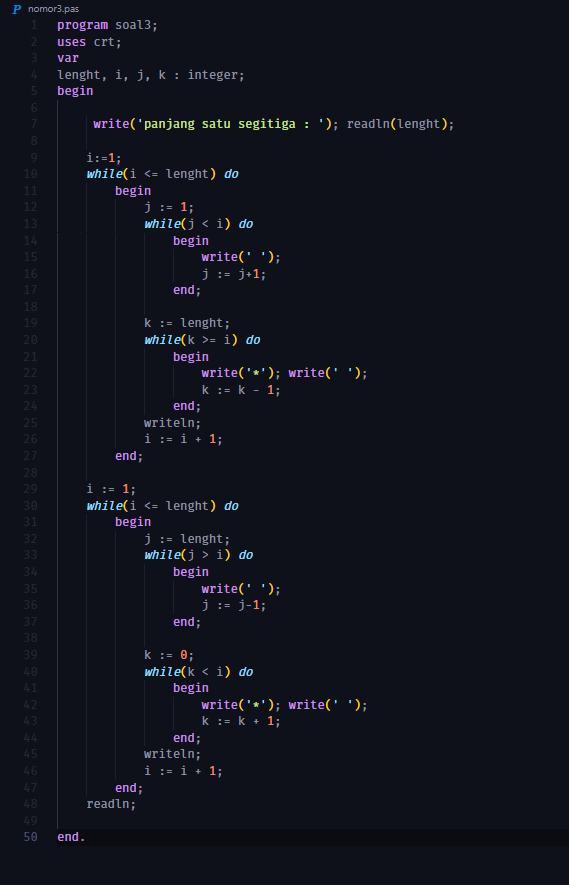 nomor3.pas
1 program soal3;
2 uses crt;
3 var
4 lenght, i, j, k : integer;
5 begin
6
7 write('panjang satu segitiga : '); readln(lenght);
8
9 i:=1;
10 while(i <= lenght) do
11 begin
12 j := 1;
13 while(j < i) do
14 begin
15 write(' ');
16 j := j+1;
17 end;
18
19 k := lenght;
20 while(k >= i) do
21 begin
22 write('*'); write(' ');
23 k := k - 1;
24 end;
25 writeln;
26 i := i + 1;
27 end;
28
29 i := 1;
30 while(i <= lenght) do
31 begin
32 j := lenght;
33 while(j > i) do
34 begin
35 write(' ');
36 j := j-1;
37 end;
38
39 k := 0;
40 while(k < i) do
41 begin
42 write('*'); write(' ');
43 k := k + 1;
44 end;
45 writeln;
46 i := i + 1;
47 end;
48 readln;
49
50 end.